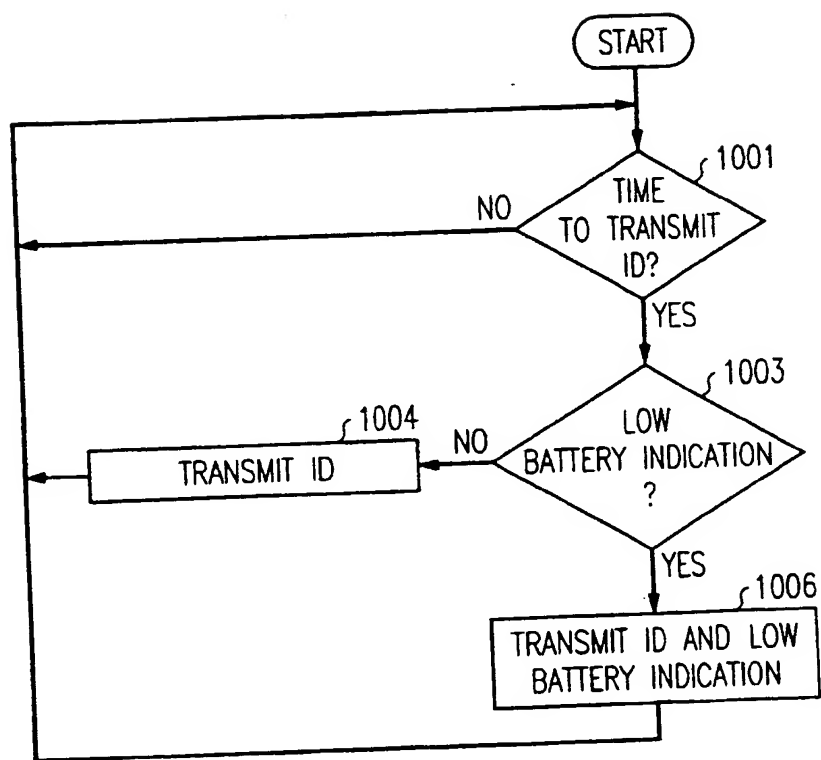 START
1001
TIME
TO TRANSMIT
ID?
NO
YES
1003
LOW
BATTERY INDICATION
?
NO
1004
TRANSMIT ID
YES
1006
TRANSMIT ID AND LOW
BATTERY INDICATION